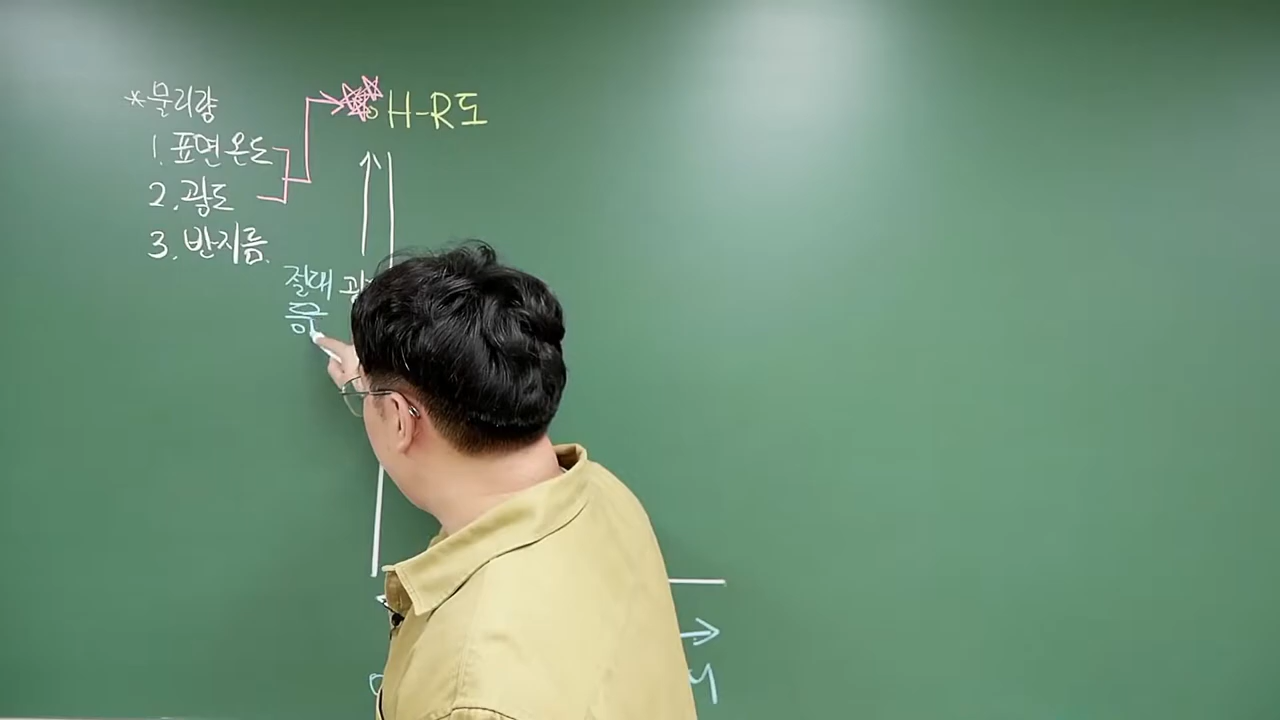 *물리량
1. 표면온도
2. 광도
3. 반지름.
H-R도
절대
등
O
M